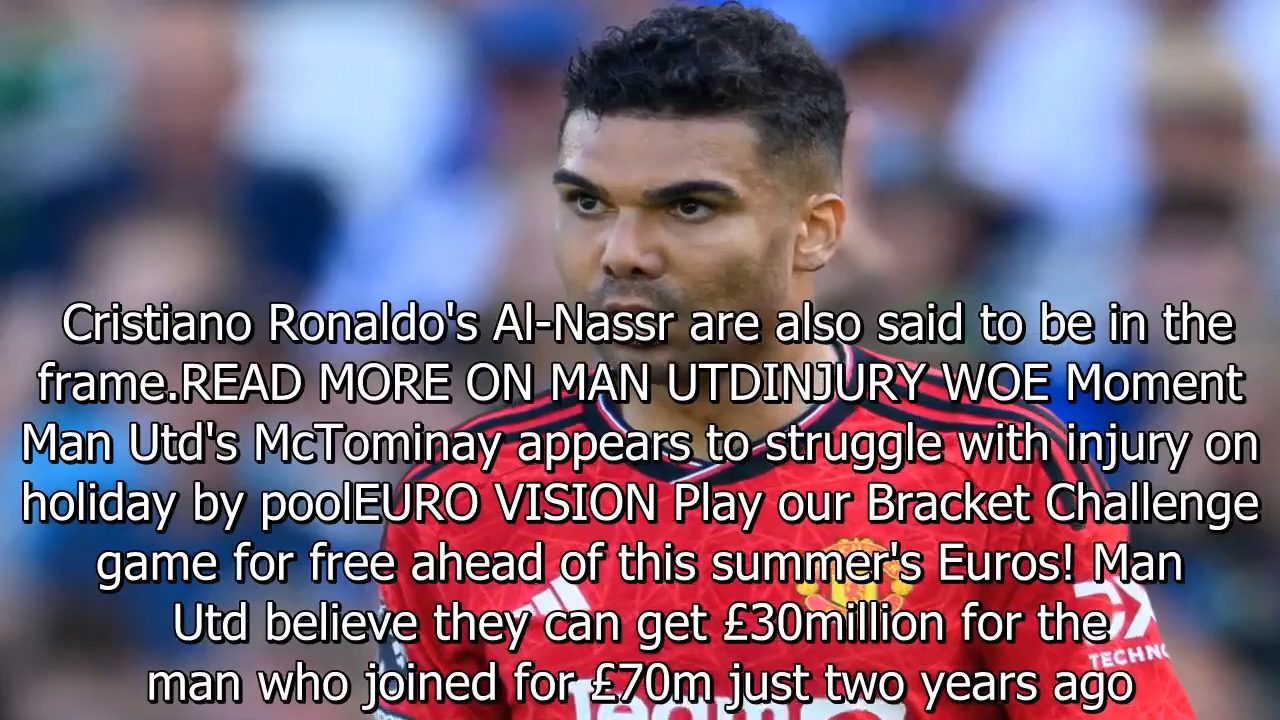 Cristiano Ronaldo's Al-Nassr are also said to be in the
frame.READ MORE ON MAN UTDINJURY WOE Moment
Man Utd's McTominay appears to struggle with injury on
holiday by poolEURO VISION Play our Bracket Challenge
game for free ahead of this summer's Euros! Man
Utd believe they can get £30million for the
man who joined for £70m just two years ago
TECHNO
Team